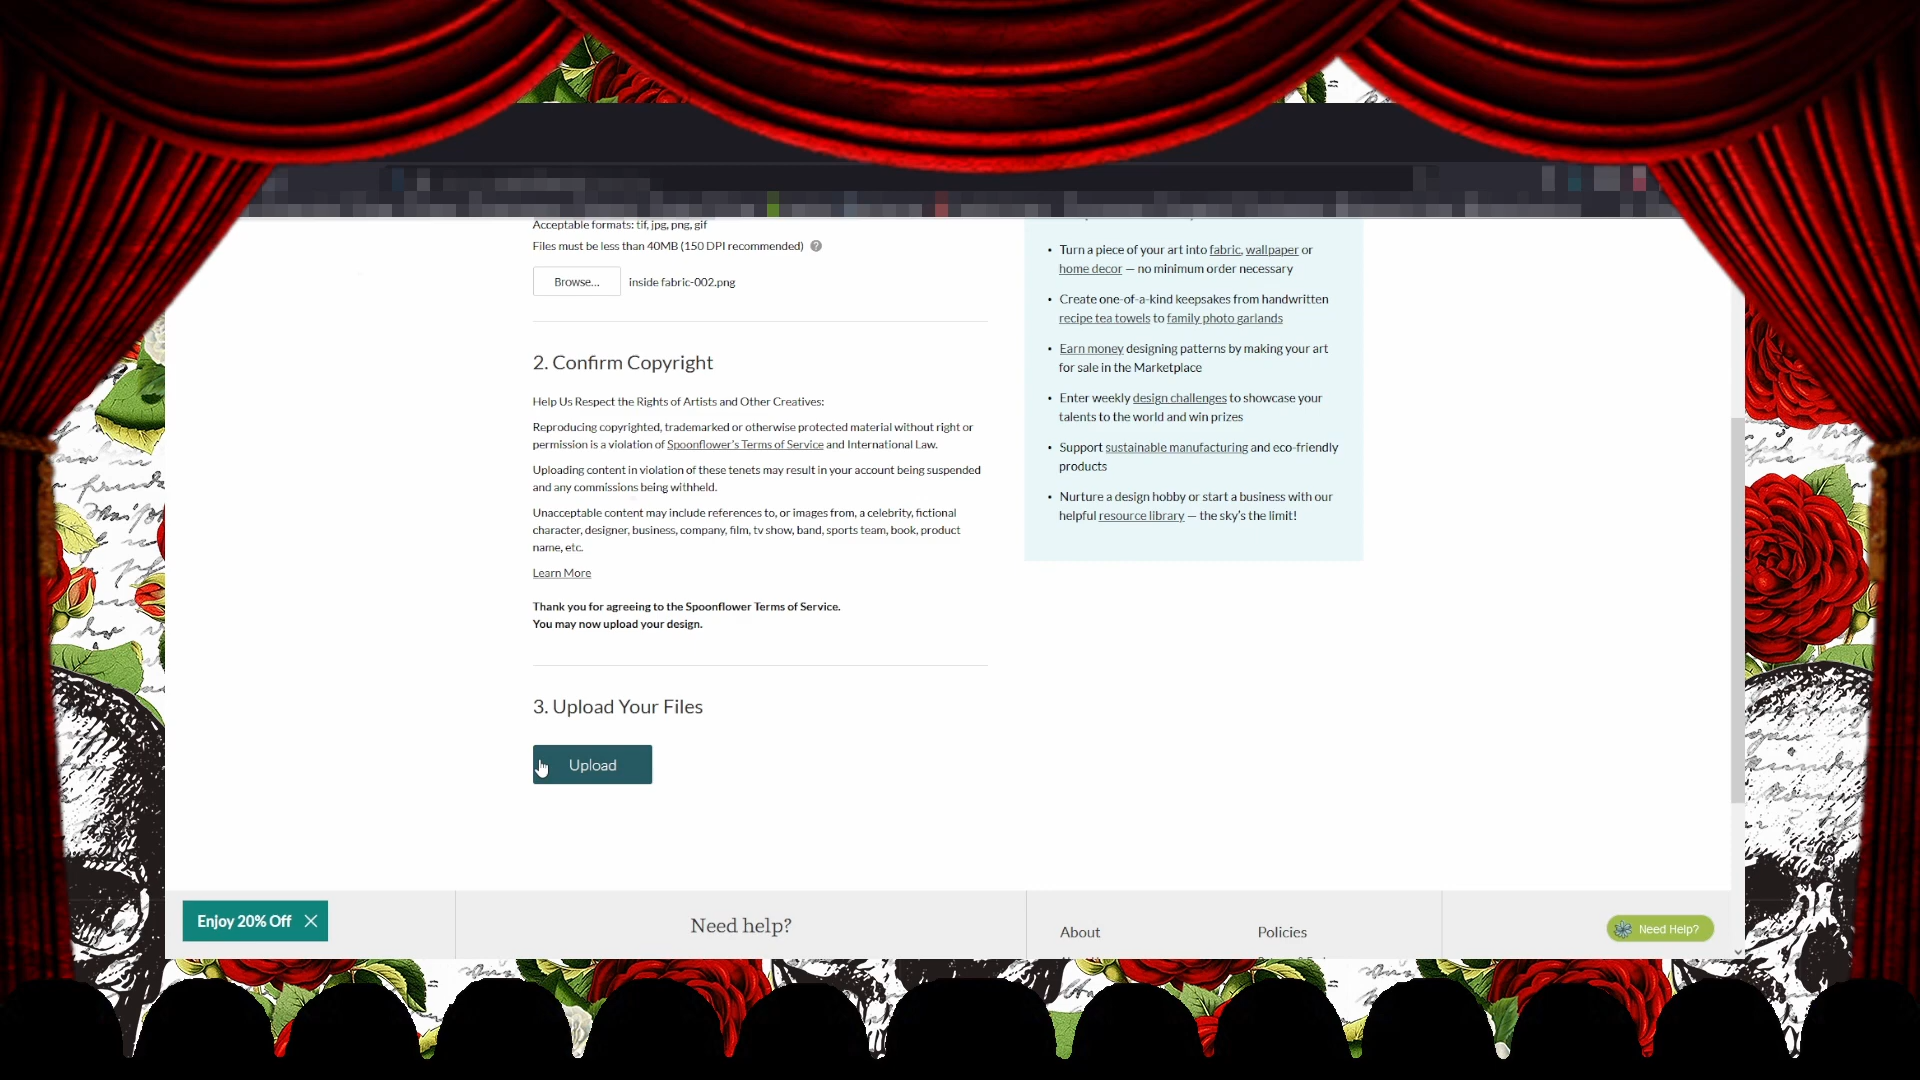 Acceptable formats: tif, jpg, png, gif
Files must be less than 40MB (150 DPI recommended) ?
Browse... inside fabric-002.png
2. Confirm Copyright
Help Us Respect the Rights of Artists and Other Creatives:
Reproducing copyrighted, trademarked or otherwise protected material without right or
permission is a violation of Spoonflower's Terms of Service and International Law.
Uploading content in violation of these tenets may result in your account being suspended
and any commissions being withheld.
Unacceptable content may include references to, or images from, a celebrity, fictional
character, designer, business, company, film, tv show, band, sports team, book, product
name, etc.
Learn More
Thank you for agreeing to the Spoonflower Terms of Service.
You may now upload your design.
3. Upload Your Files
Upload
• Turn a piece of your art into fabric, wallpaper or
home decor — no minimum order necessary
• Create one-of-a-kind keepsakes from handwritten
recipe tea towels to family photo garlands
• Earn money designing patterns by making your art
for sale in the Marketplace
• Enter weekly design challenges to showcase your
talents to the world and win prizes
• Support sustainable manufacturing and eco-friendly
products
• Nurture a design hobby or start a business with our
helpful resource library — the sky's the limit!
Enjoy 20% Off
Need help?
About
Policies
Need Help?